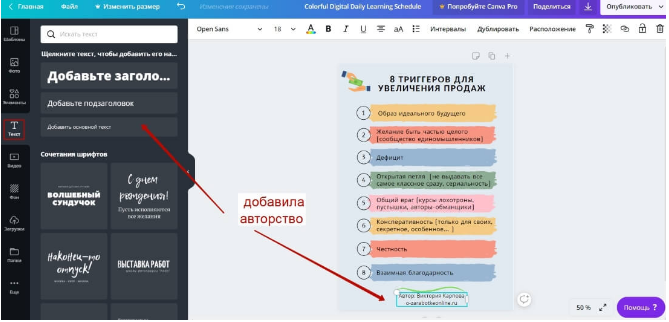 Главная
Файл
Изменить размер
Изменения сохранены
Colorful Digital Daily Learning Schedule
Попробуйте Canva Pro
Поделиться
Опубликовать
Шаблоны
Фото
Элементы
Текст
Видео
Фон
Загрузки
Папки
Еще
Искать текст
Щелкните текст, чтобы добавить его на...
Добавьте заголо...
Добавьте подзаголовок
Добавить основной текст
Сочетания шрифтов
ВОЛШЕБНЫЙ
СУНДУЧОК
С днем
рождения!
Пусть исполняются
все желания
Наконец-то
отпуск!
ВЫСТАВКА РАБОТ
Open Sans
18
A
B
I
U
аА
Интервалы
Дублировать
Расположение
8 ТРИГГЕРОВ ДЛЯ
УВЕЛИЧЕНИЯ ПРОДАЖ
1 Образ идеального будущего
2 Желание быть частью целого
(сообщество единомышленников)
3 Дефицит
4 Открытая петля (не выдавать все
самое классное сразу, сериальность)
5 Общий враг (курсы лохотроны,
пустышки, авторы-обманщики)
6 Консперативность (только для своих,
секретное, особенное... )
7 Честность
8 Взаимная благодарность
Автор: Виктория Карпова
o-zarabotkeonline.ru
добавила
авторство
50 %
Помощь ?